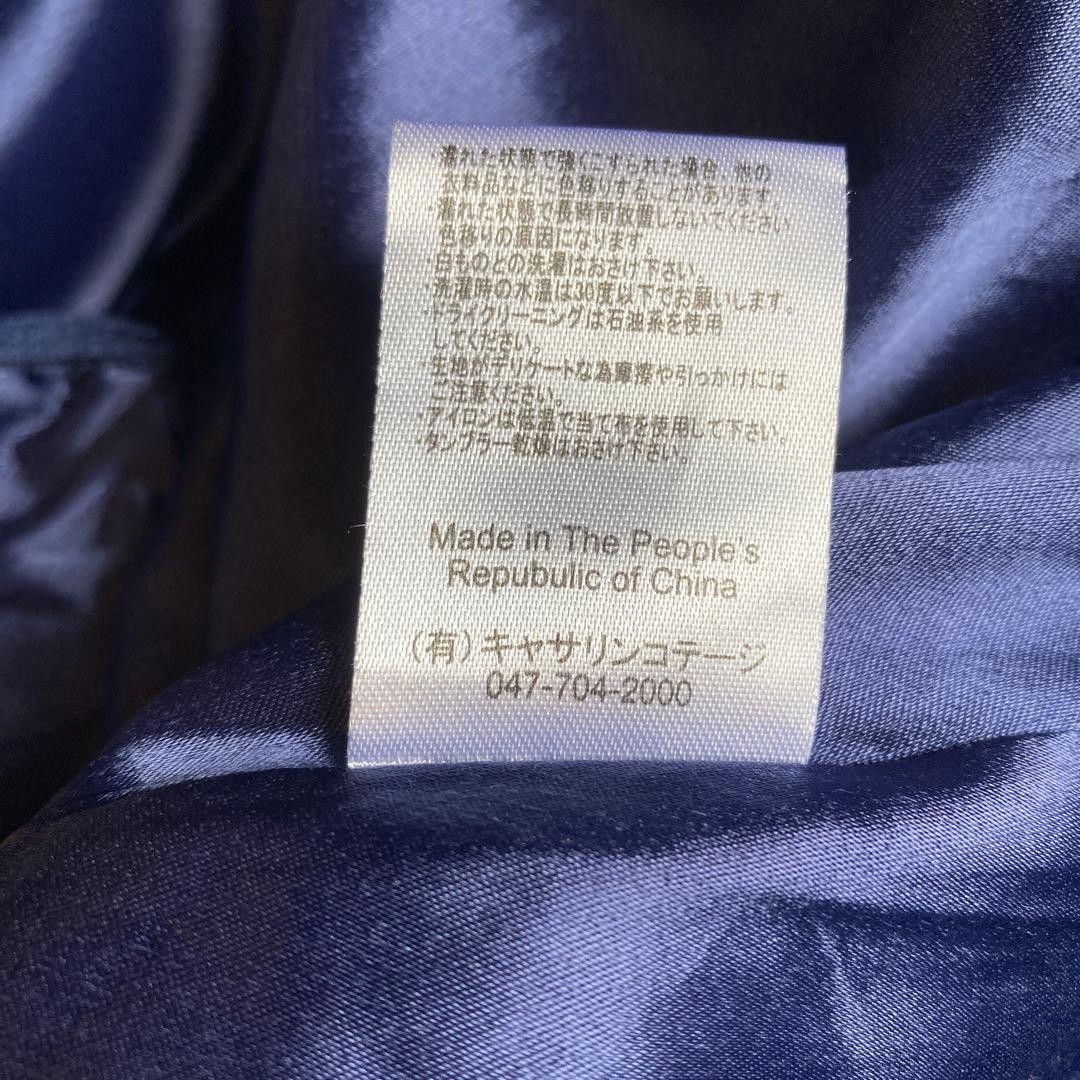 濡れた状態で強くこすられた場合、他の
衣料品などに色移りすることがあります。
・濡れた状態で長時間放置しないでください
色移りの原因になります。
・白ものとの洗濯はおさけ下さい。
・洗濯時の水温は30度以下でお願いします。
・ドライクリーニングは石油系を使用
してください。
生地がデリケートな為摩擦や引っかけには
ご注意ください。
・アイロンは低温で当て布を使用して下さい。
・タンブラー乾燥はおさけ下さい。
Made in The People's
Repubulic of China
(有)キャサリンコテージ
047-704-2000